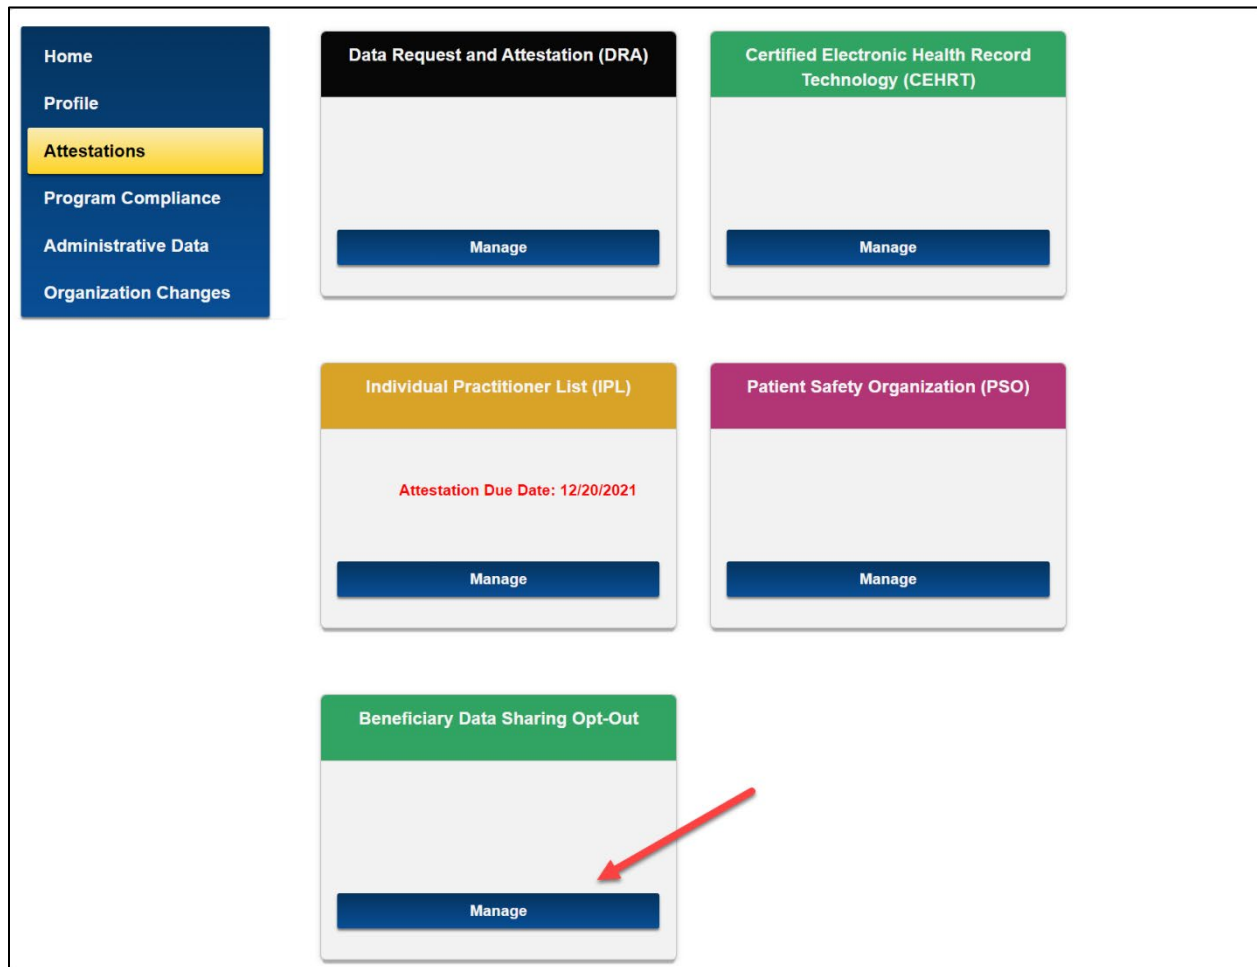 Home
Profile
Attestations
Program Compliance
Administrative Data
Organization Changes
Data Request and Attestation (DRA)
Manage
Certified Electronic Health Record
Technology (CEHRT)
Manage
Individual Practitioner List (IPL)
Attestation Due Date: 12/20/2021
Manage
Patient Safety Organization (PSO)
Manage
Beneficiary Data Sharing Opt-Out
Manage